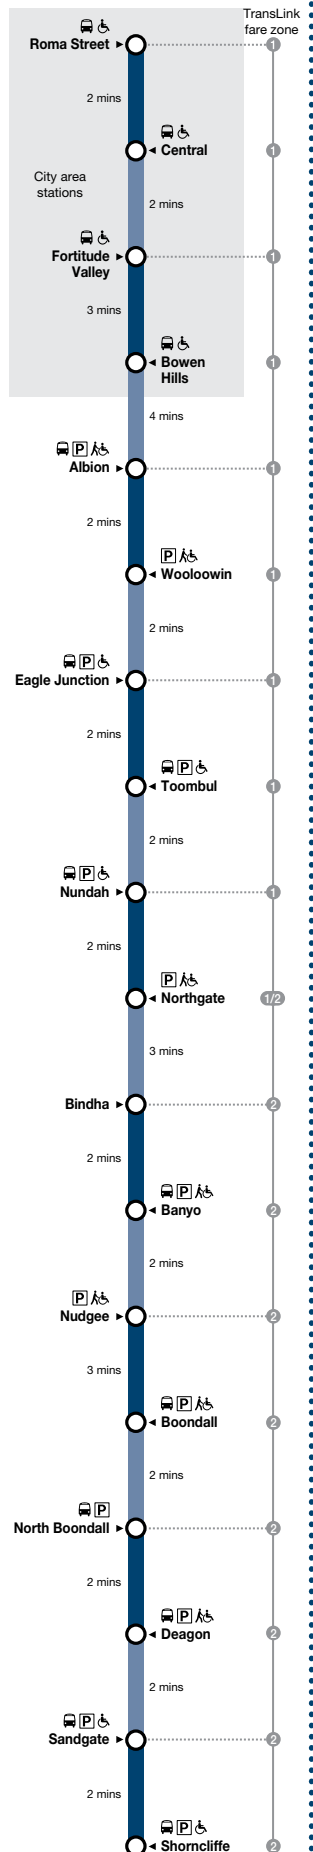 TransLink
fare zone
Roma Street
1
2 mins
Central
1
City area
stations
2 mins
Fortitude
Valley
1
3 mins
Bowen
Hills
1
4 mins
P
Albion
1
2 mins
P
Wooloowin
1
2 mins
P
Eagle Junction
1
2 mins
P
Toombul
1
2 mins
P
Nundah
1
2 mins
P
Northgate
1/2
3 mins
Bindha
2
2 mins
P
Banyo
2
2 mins
P
Nudgee
2
3 mins
P
Boondall
2
2 mins
P
North Boondall
2
2 mins
P
Deagon
2
2 mins
P
Sandgate
2
2 mins
P
Shorncliffe
2